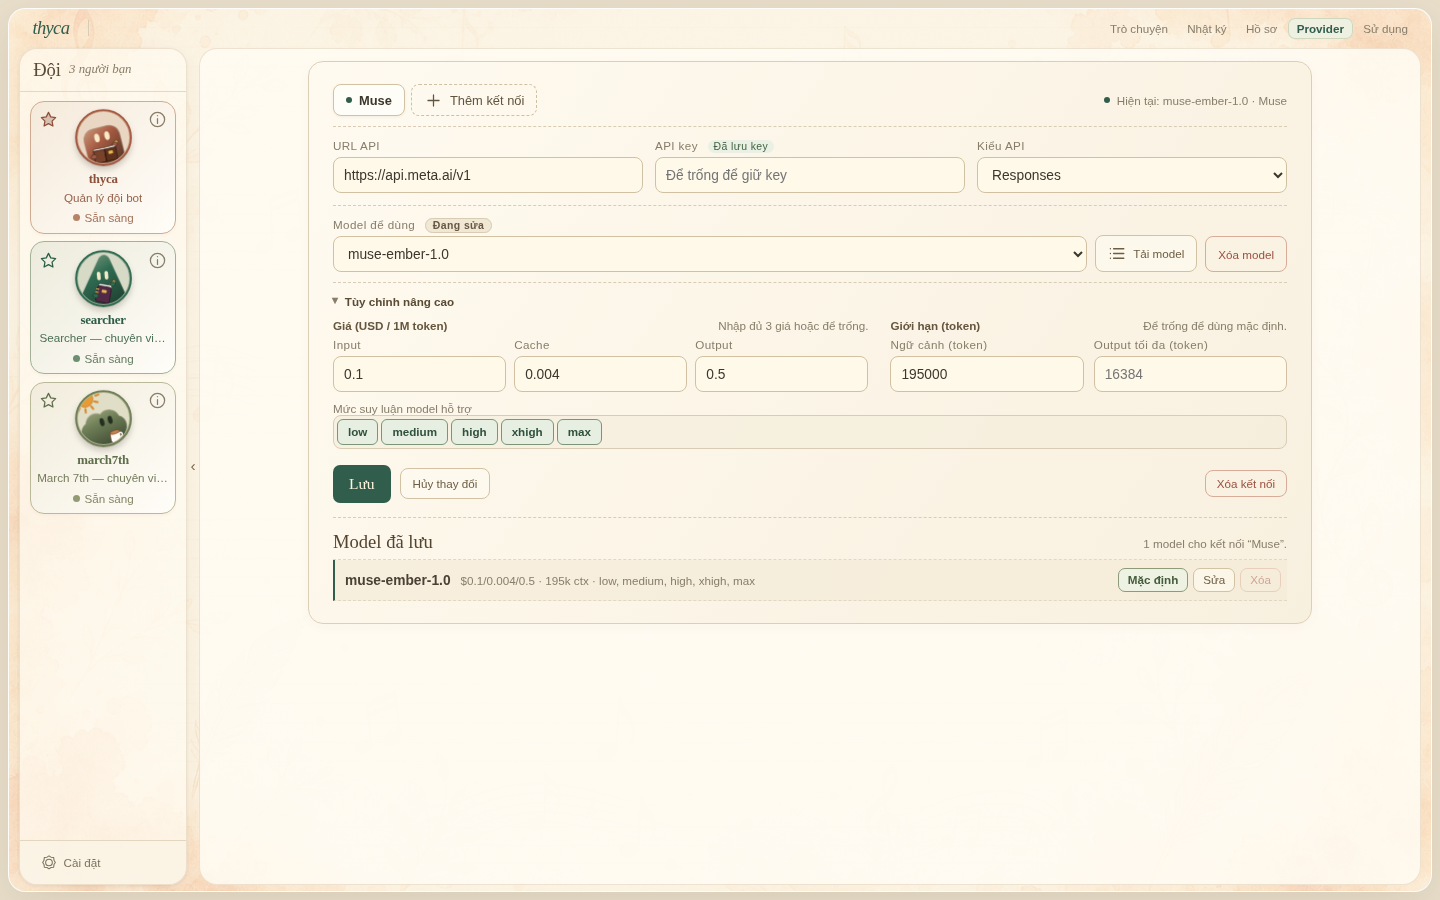 thyca
Trò chuyện
Nhật ký
Hồ sơ
Provider
Sử dụng
Đội 3 người bạn
thyca
Quản lý đội bot
Sẵn sàng
searcher
Searcher — chuyên vi…
Sẵn sàng
march7th
March 7th — chuyên vi…
Sẵn sàng
Cài đặt
Muse
Thêm kết nối
Hiện tại: muse-ember-1.0 · Muse
URL API
API key Đã lưu key
Kiểu API
https://api.meta.ai/v1
Để trống để giữ key
Responses
Model để dùng Đang sửa
muse-ember-1.0
Tải model
Xóa model
Tùy chỉnh nâng cao
Giá (USD / 1M token)
Nhập đủ 3 giá hoặc để trống.
Giới hạn (token)
Để trống để dùng mặc định.
Input
Cache
Output
Ngữ cảnh (token)
Output tối đa (token)
0.1
0.004
0.5
195000
16384
Mức suy luận model hỗ trợ
low
medium
high
xhigh
max
Lưu
Hủy thay đổi
Xóa kết nối
Model đã lưu
1 model cho kết nối “Muse”.
muse-ember-1.0 $0.1/0.004/0.5 · 195k ctx · low, medium, high, xhigh, max
Mặc định
Sửa
Xóa